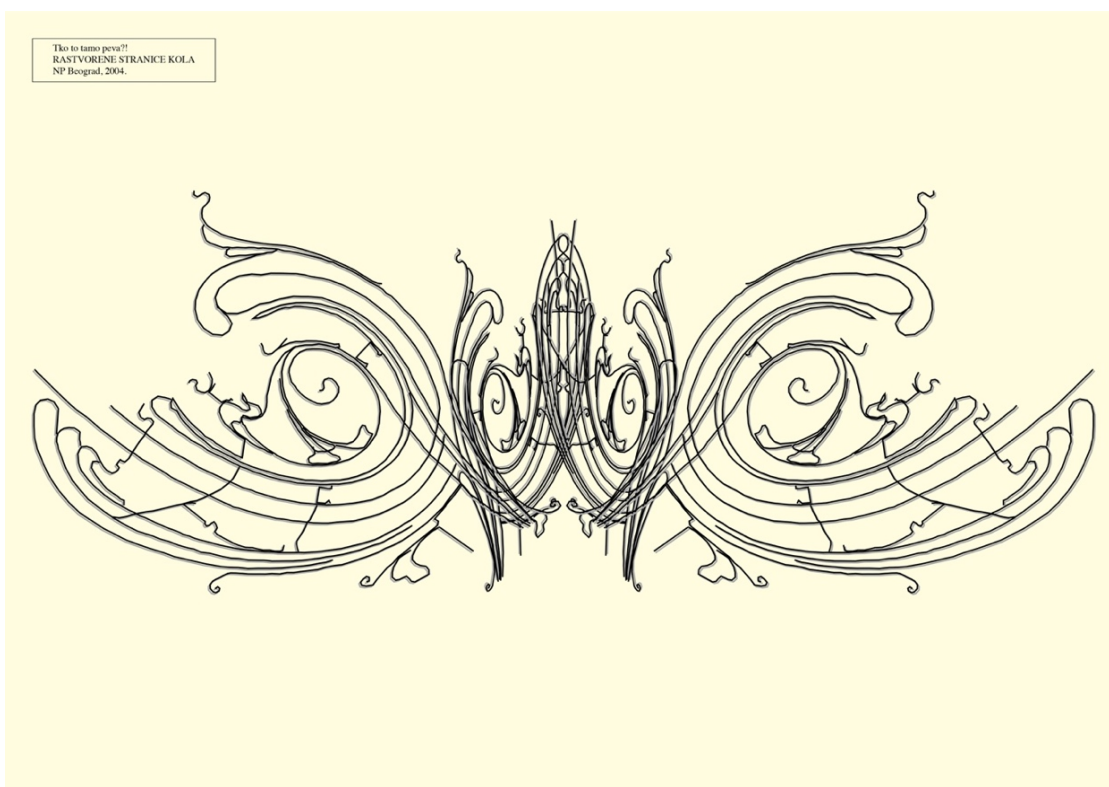 Tko to tamo peva?!
RASTVORENE STRANICE KOLA
NP Beograd, 2004.